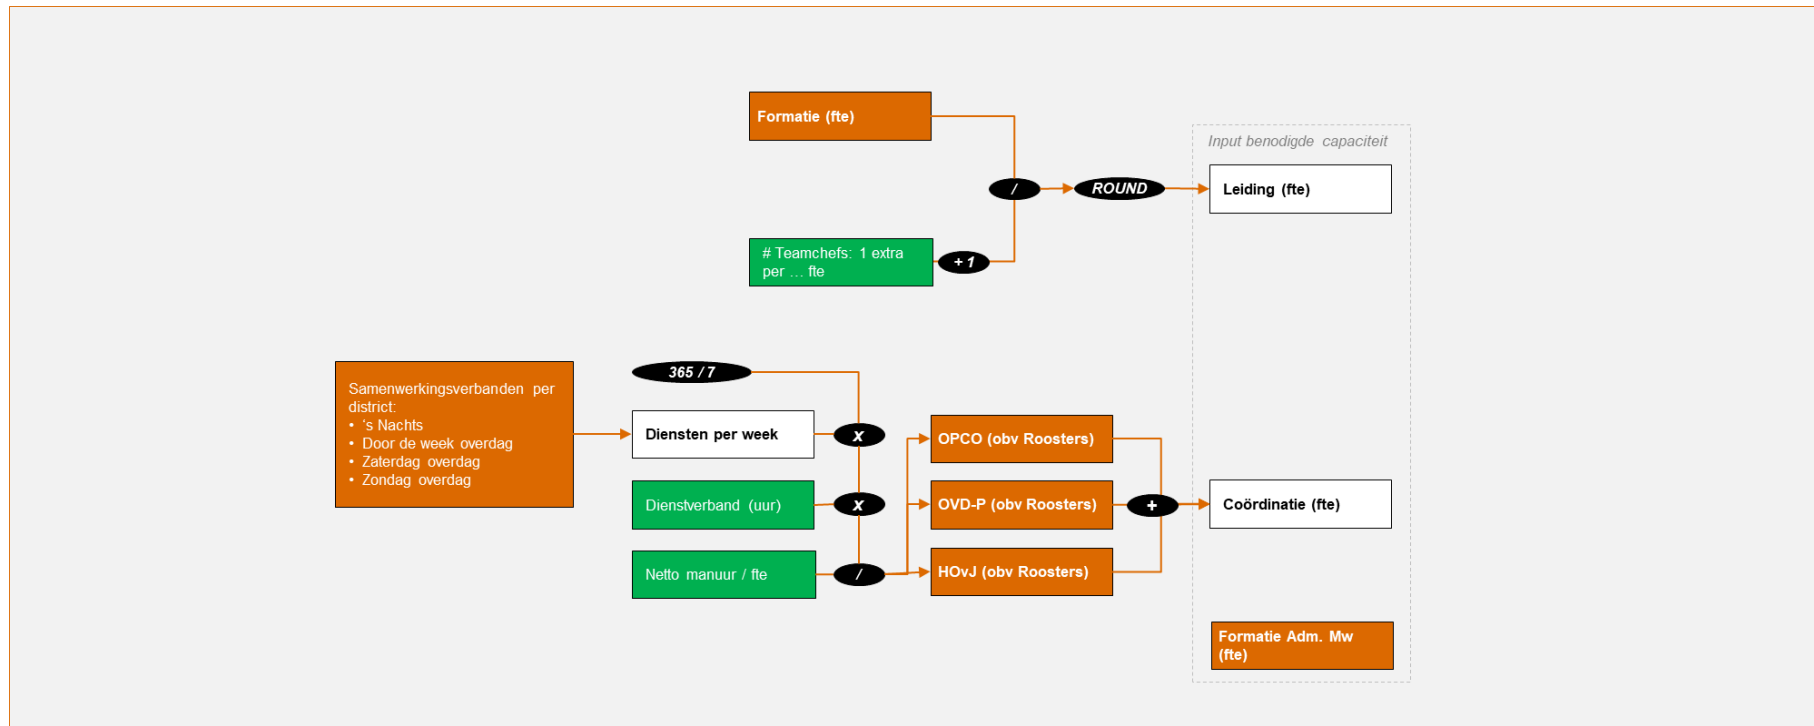 Formatie (fte)
Input benodigde capaciteit
/
ROUND
Leiding (fte)
# Teamchefs: 1 extra
per … fte
+ 1
Samenwerkingsverbanden per
district:
• 's Nachts
• Door de week overdag
• Zaterdag overdag
• Zondag overdag
365 / 7
Diensten per week
x
OPCO (obv Roosters)
Dienstverband (uur)
x
OVD-P (obv Roosters)
+
Coördinatie (fte)
Netto manuur / fte
/
HOvJ (obv Roosters)
Formatie Adm. Mw
(fte)